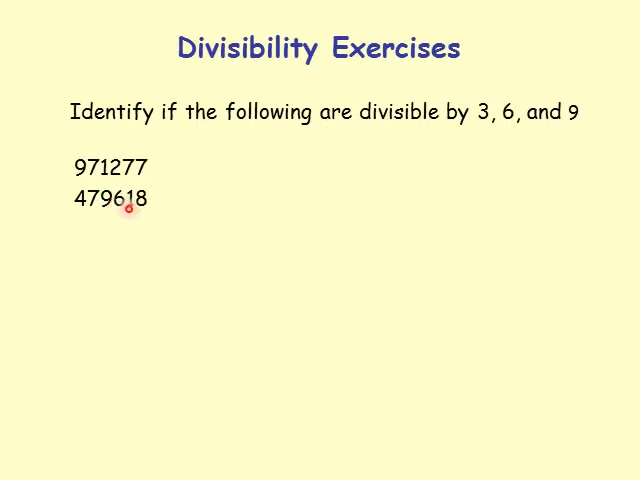 Divisibility Exercises
Identify if the following are divisible by 3, 6, and 9
971277
479618